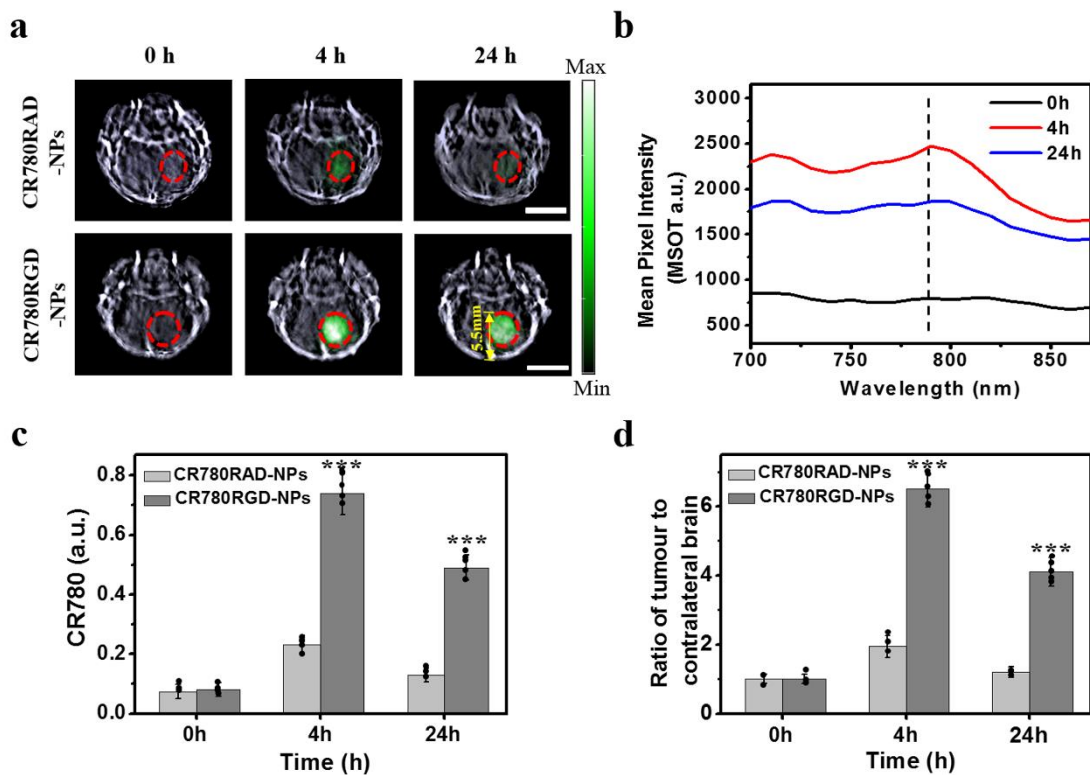 a
0 h 4 h 24 h
Max
CR780RAD
-NPs
CR780RGD
-NPs
5.5mm
Min
b
3000
2500
2000
1500
1000
500
Mean Pixel Intensity
(MSOT a.u.)
0h
4h
24h
700 750 800 850
Wavelength (nm)
c
CR780RAD-NPs
CR780RGD-NPs
***
***
0.8
0.6
0.4
0.2
0.0
CR780 (a.u.)
0h 4h 24h
Time (h)
d
CR780RAD-NPs
CR780RGD-NPs
***
***
6
4
2
0
Ratio of tumour to
contralateral brain
0h 4h 24h
Time (h)